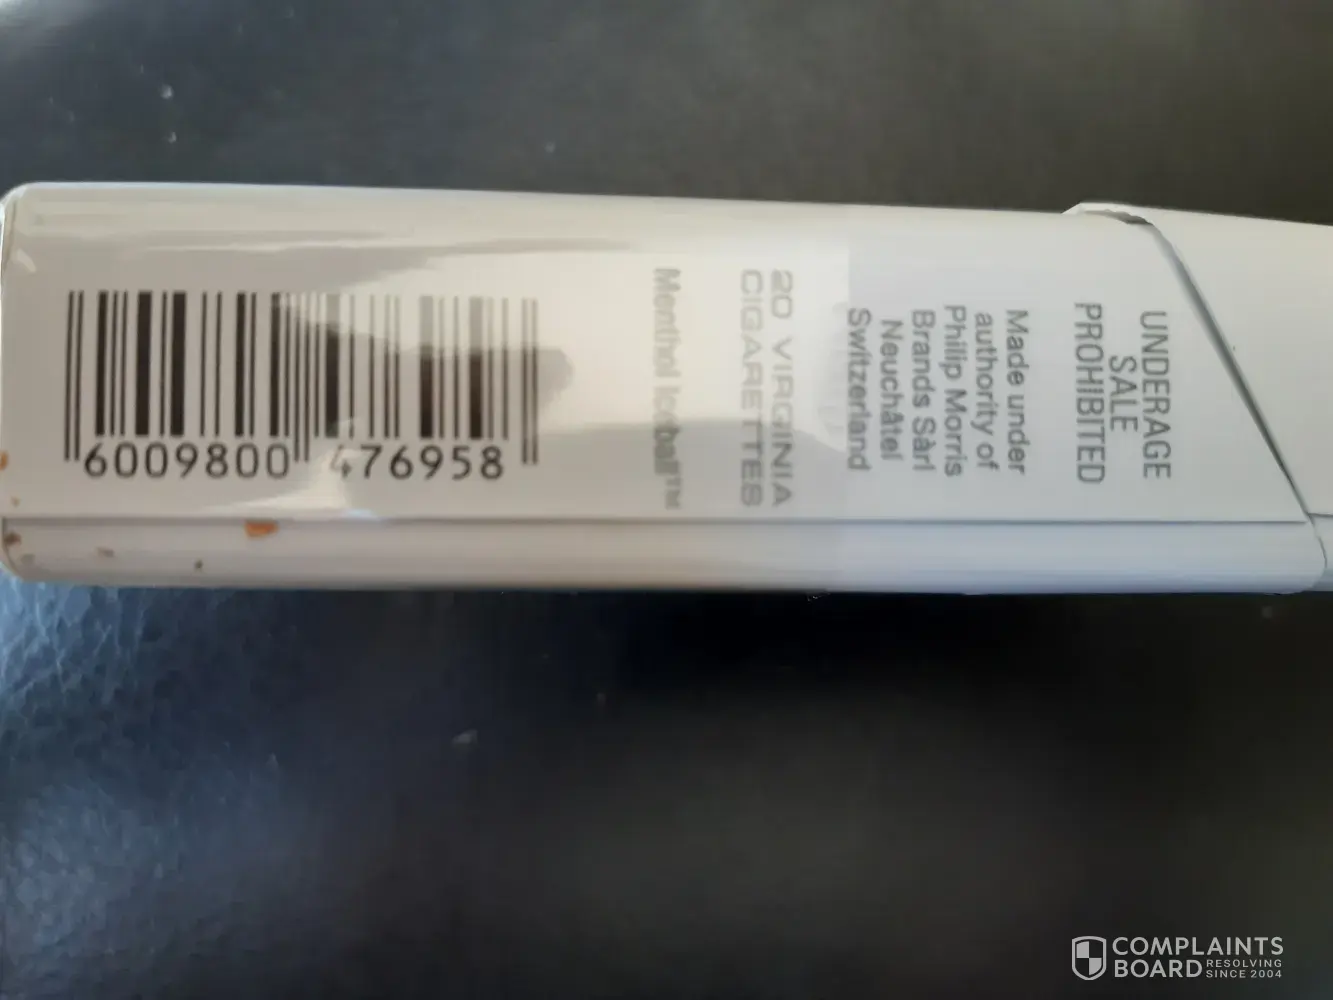 UNDERAGE
SALE
PROHIBITED
Made under
authority of
Philip Morris
Brands Sàrl
Neuchâtel
Switzerland
20 VIRGINIA
CIGARETTES
Menthol Iceball™
6009800 476958
COMPLAINTS
BOARD RESOLVING
SINCE 2004